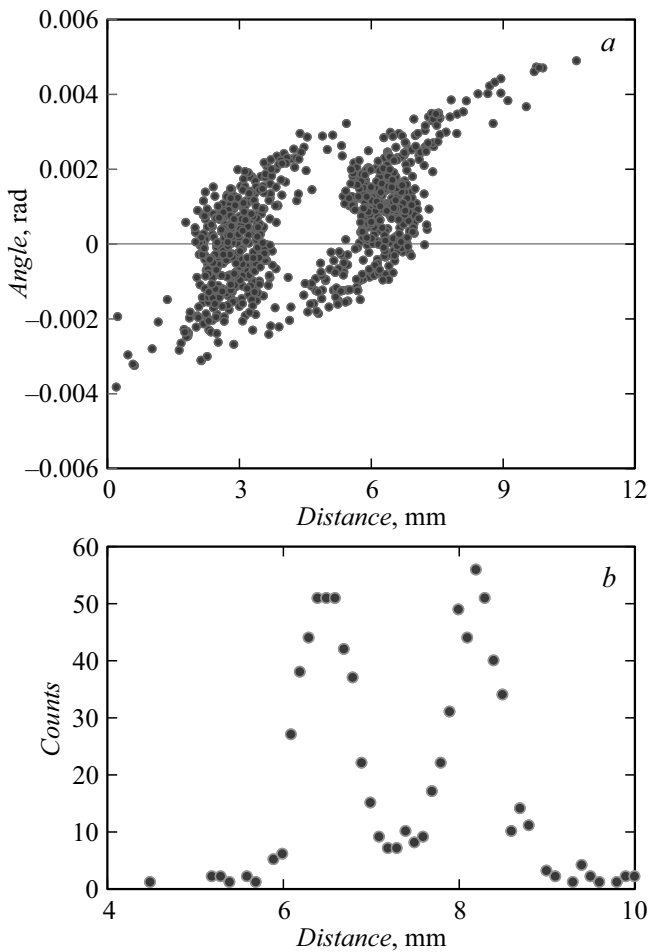 0.006
a
0.004
0.002
0
−0.002
−0.004
−0.006
Angle, rad
0 3 6 9 12
Distance, mm
60
b
50
40
30
20
10
0
Counts
4 6 8 10
Distance, mm